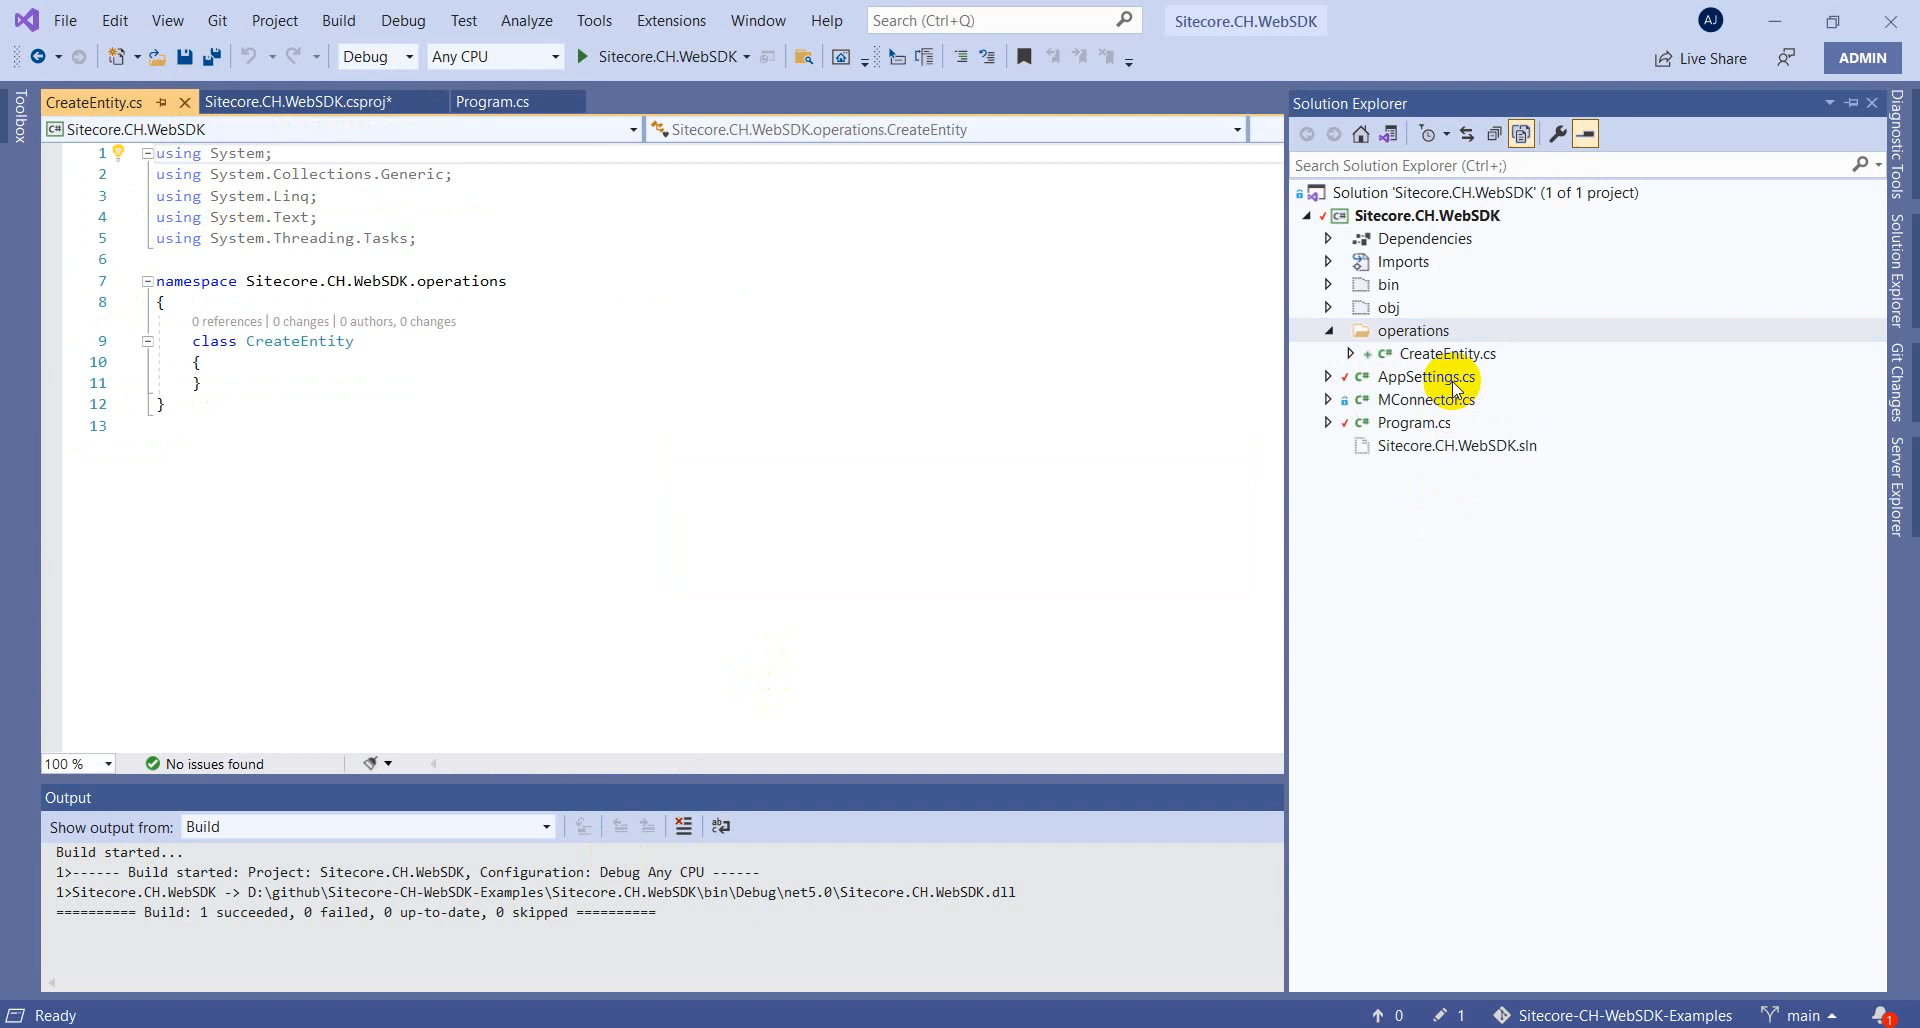 File Edit View Git Project Build Debug Test Analyze Tools Extensions Window Help Search (Ctrl+Q) Sitecore.CH.WebSDK AJ
Debug Any CPU Sitecore.CH.WebSDK Live Share ADMIN
Toolbox
CreateEntity.cs Sitecore.CH.WebSDK.csproj* Program.cs
C# Sitecore.CH.WebSDK Sitecore.CH.WebSDK.operations.CreateEntity
1 using System;
2 using System.Collections.Generic;
3 using System.Linq;
4 using System.Text;
5 using System.Threading.Tasks;
6
7 namespace Sitecore.CH.WebSDK.operations
8 {
0 references | 0 changes | 0 authors, 0 changes
9 class CreateEntity
10 {
11 }
12 }
13
100 % No issues found
Output
Show output from: Build
Build started...
1>------ Build started: Project: Sitecore.CH.WebSDK, Configuration: Debug Any CPU ------
1>Sitecore.CH.WebSDK -> D:\github\Sitecore-CH-WebSDK-Examples\Sitecore.CH.WebSDK\bin\Debug\net5.0\Sitecore.CH.WebSDK.dll
========== Build: 1 succeeded, 0 failed, 0 up-to-date, 0 skipped ==========
Solution Explorer
Search Solution Explorer (Ctrl+;)
Solution 'Sitecore.CH.WebSDK' (1 of 1 project)
C# Sitecore.CH.WebSDK
Dependencies
Imports
bin
obj
operations
C# CreateEntity.cs
C# AppSettings.cs
C# MConnector.cs
C# Program.cs
Sitecore.CH.WebSDK.sln
Diagnostic Tools
Solution Explorer
Git Changes
Server Explorer
Ready 0 1 Sitecore-CH-WebSDK-Examples main 1